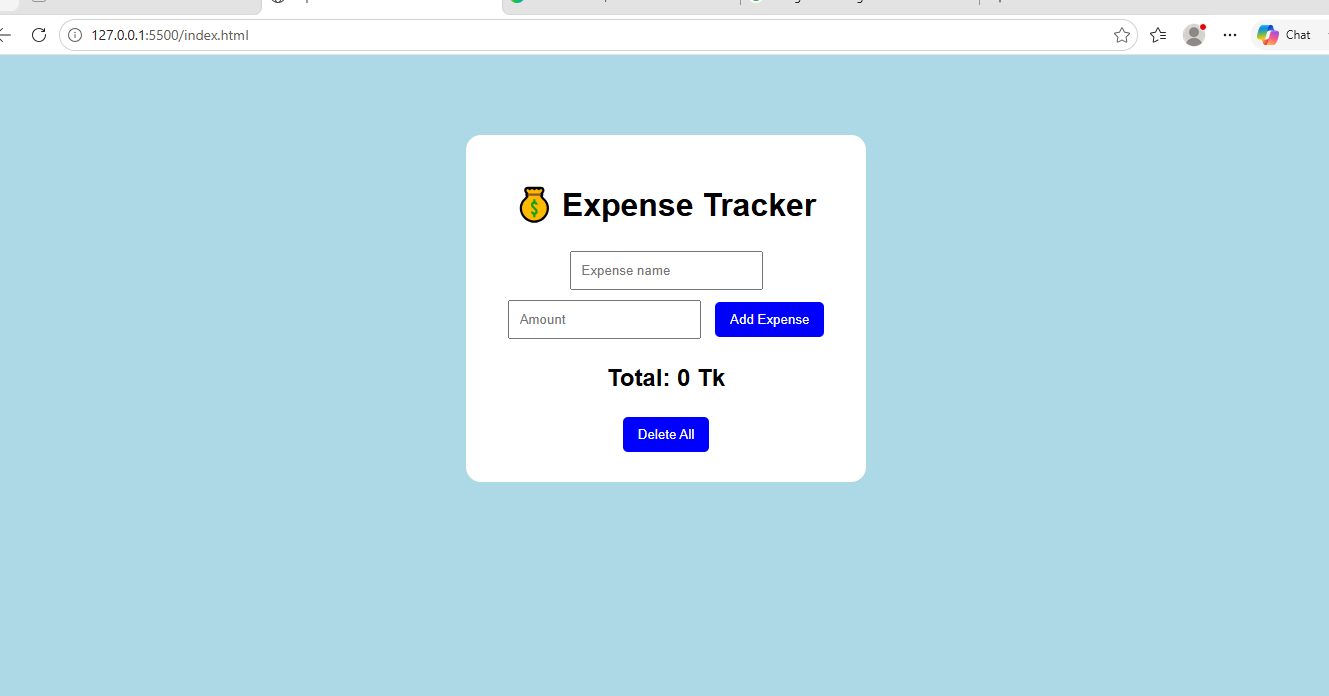 127.0.0.1:5500/index.html
Chat
Expense Tracker
Expense name
Amount
Add Expense
Total: 0 Tk
Delete All